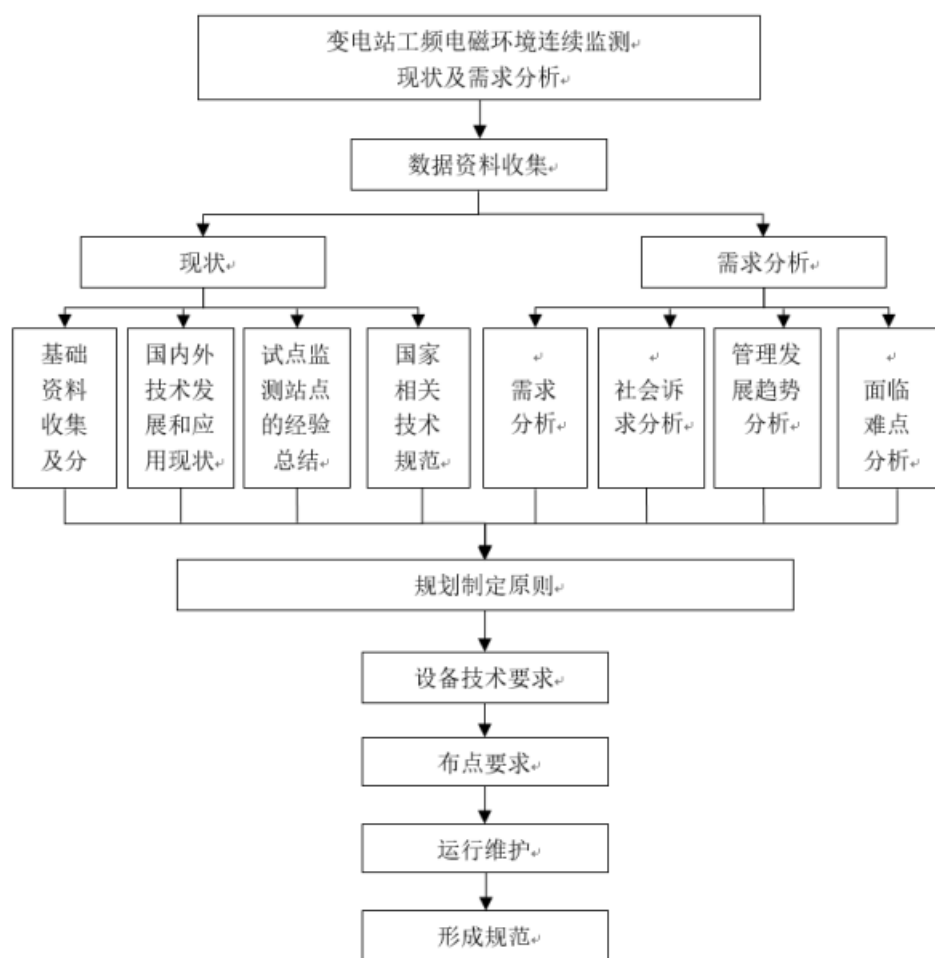 变电站工频电磁环境连续监测
现状及需求分析
数据资料收集
现状
需求分析
基础
资料
收集
及分
国内外
技术发
展和应
用现状
试点监
测站点
的经验
总结
国家
相关
技术
规范
需求
分析
社会诉
求分析
管理发
展趋势
分析
面临
难点
分析
规划制定原则
设备技术要求
布点要求
运行维护
形成规范